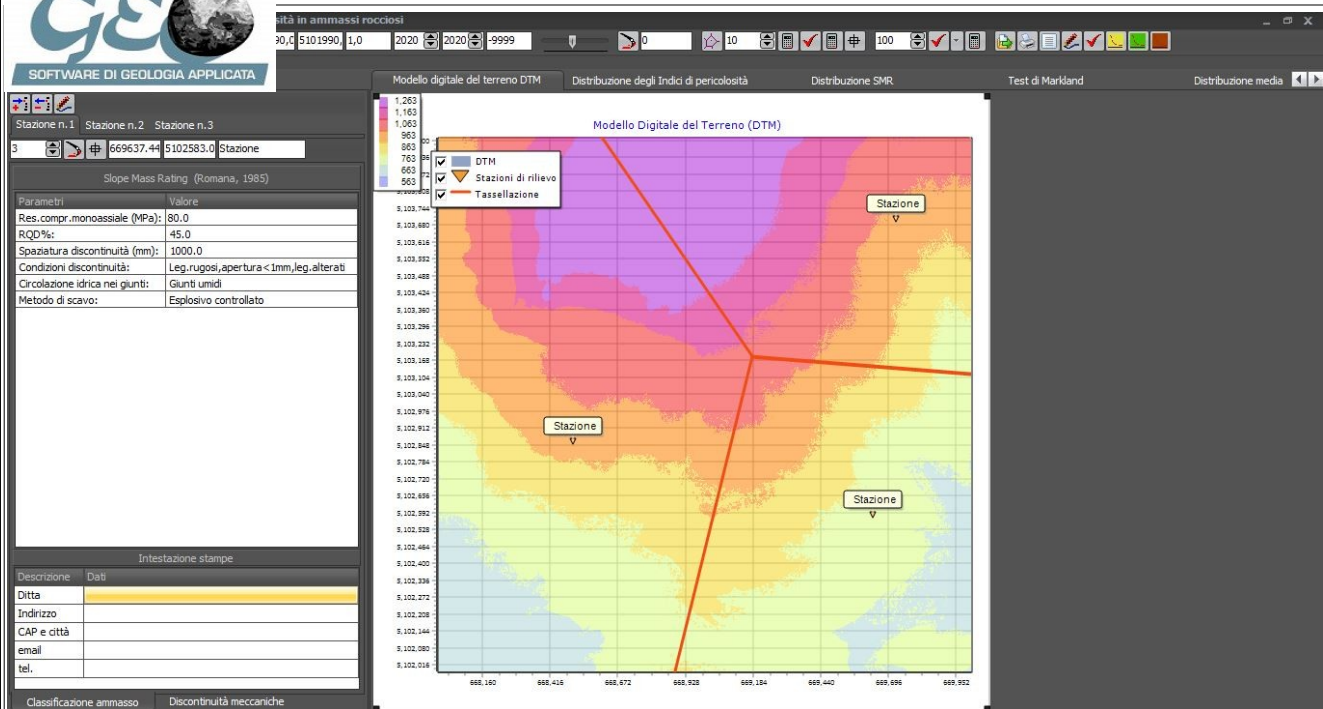 GEO
SOFTWARE DI GEOLOGIA APPLICATA
sità in ammassi rocciosi
90,0 5101990, 1,0 2020 2020 -9999 0 10 100
Modello digitale del terreno DTM Distribuzione degli Indici di pericolosità Distribuzione SMR Test di Markland Distribuzione media
Stazione n.1 Stazione n.2 Stazione n.3
3 669637.44 5102583.0 Stazione
Slope Mass Rating (Romana, 1985)
Parametri Valore
Res.compr.monoassiale (MPa): 80.0
RQD%: 45.0
Spaziatura discontinuità (mm): 1000.0
Condizioni discontinuità: Leg.rugosi,apertura<1mm,leg.alterati
Circolazione idrica nei giunti: Giunti umidi
Metodo di scavo: Esplosivo controllato
Intestazione stampe
Descrizione Dati
Ditta
Indirizzo
CAP e città
email
tel.
Classificazione ammasso Discontinuità meccaniche
1,263
1,163
1,063
963
863
763
663
563
Modello Digitale del Terreno (DTM)
DTM
Stazioni di rilievo
Tassellazione
Stazione
Stazione
Stazione
5,103,744
5,103,680
5,103,616
5,103,552
5,103,488
5,103,424
5,103,360
5,103,296
5,103,232
5,103,168
5,103,104
5,103,040
5,102,976
5,102,912
5,102,848
5,102,784
5,102,720
5,102,656
5,102,592
5,102,528
5,102,464
5,102,400
5,102,336
5,102,272
5,102,208
5,102,144
5,102,080
5,102,016
668,160 668,416 668,672 668,928 669,184 669,440 669,696 669,952